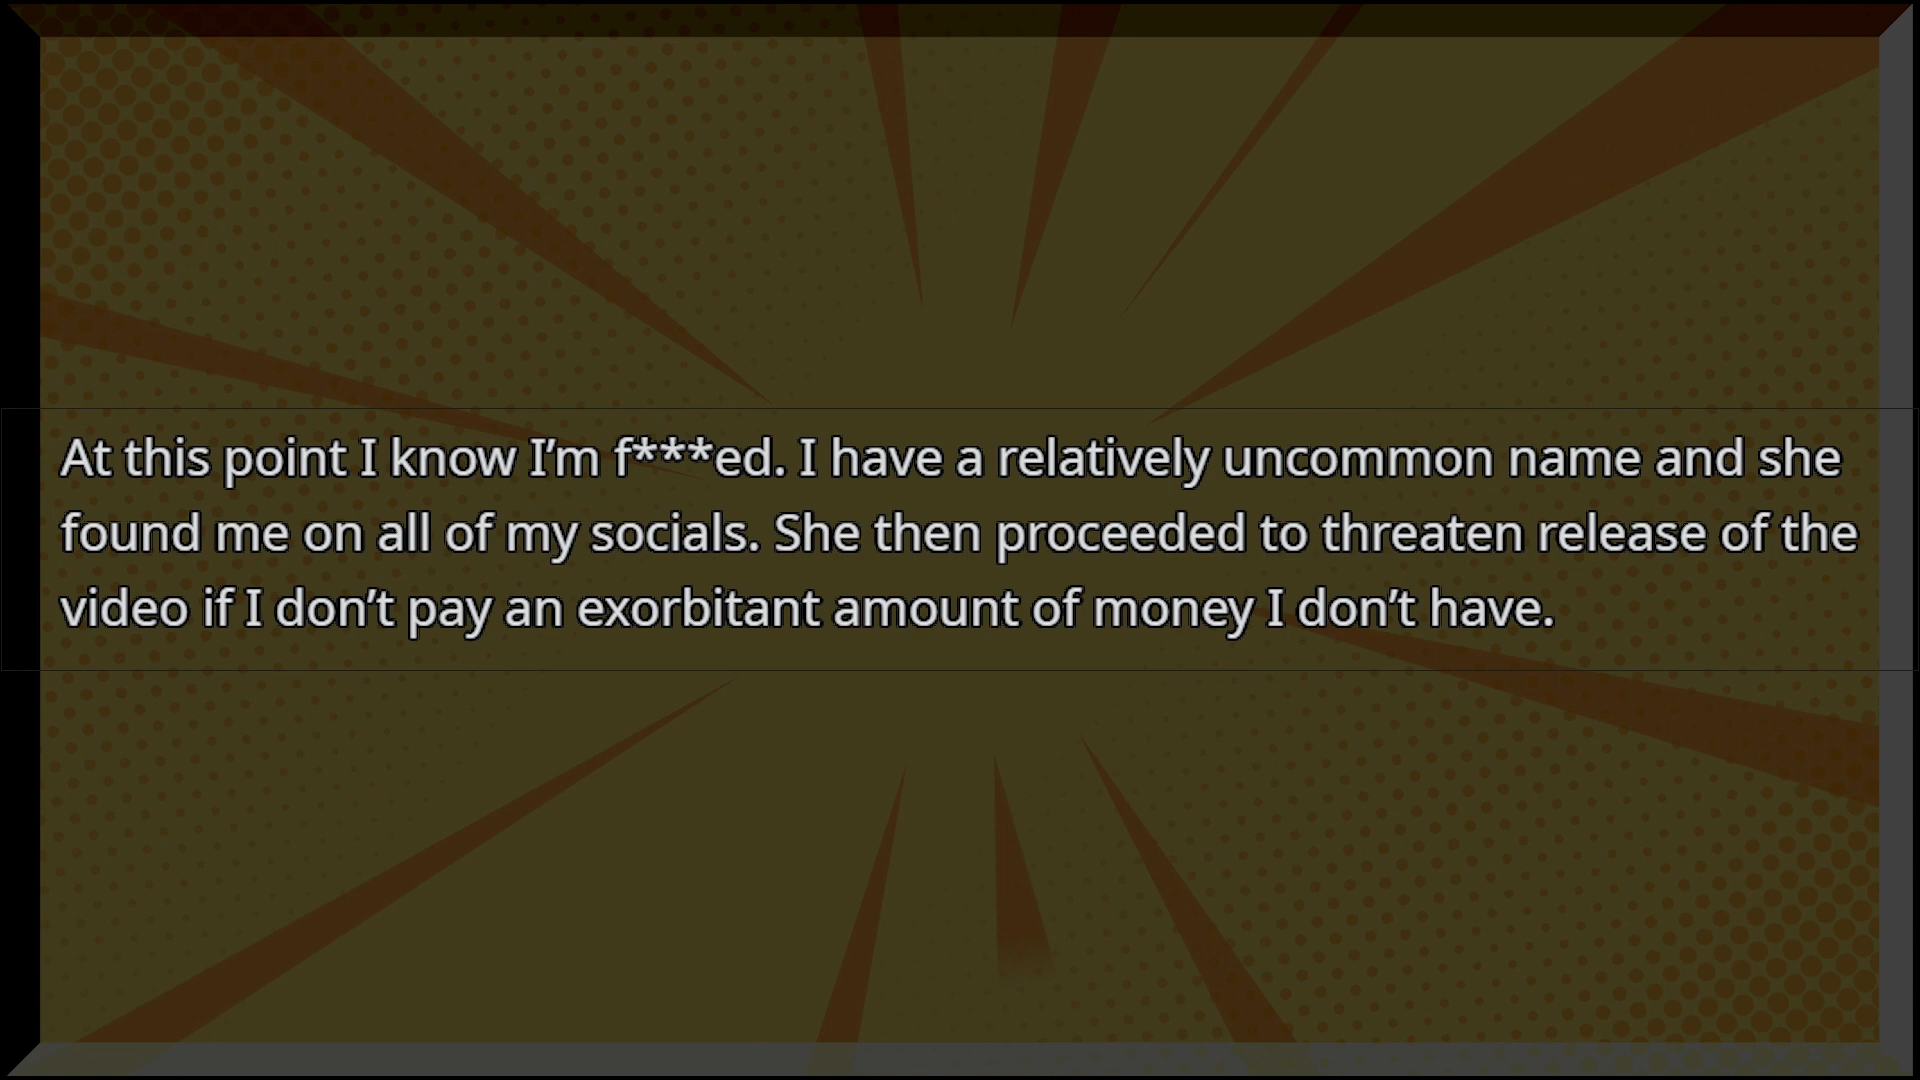 At this point I know I’m f***ed. I have a relatively uncommon name and she
found me on all of my socials. She then proceeded to threaten release of the
video if I don’t pay an exorbitant amount of money I don’t have.